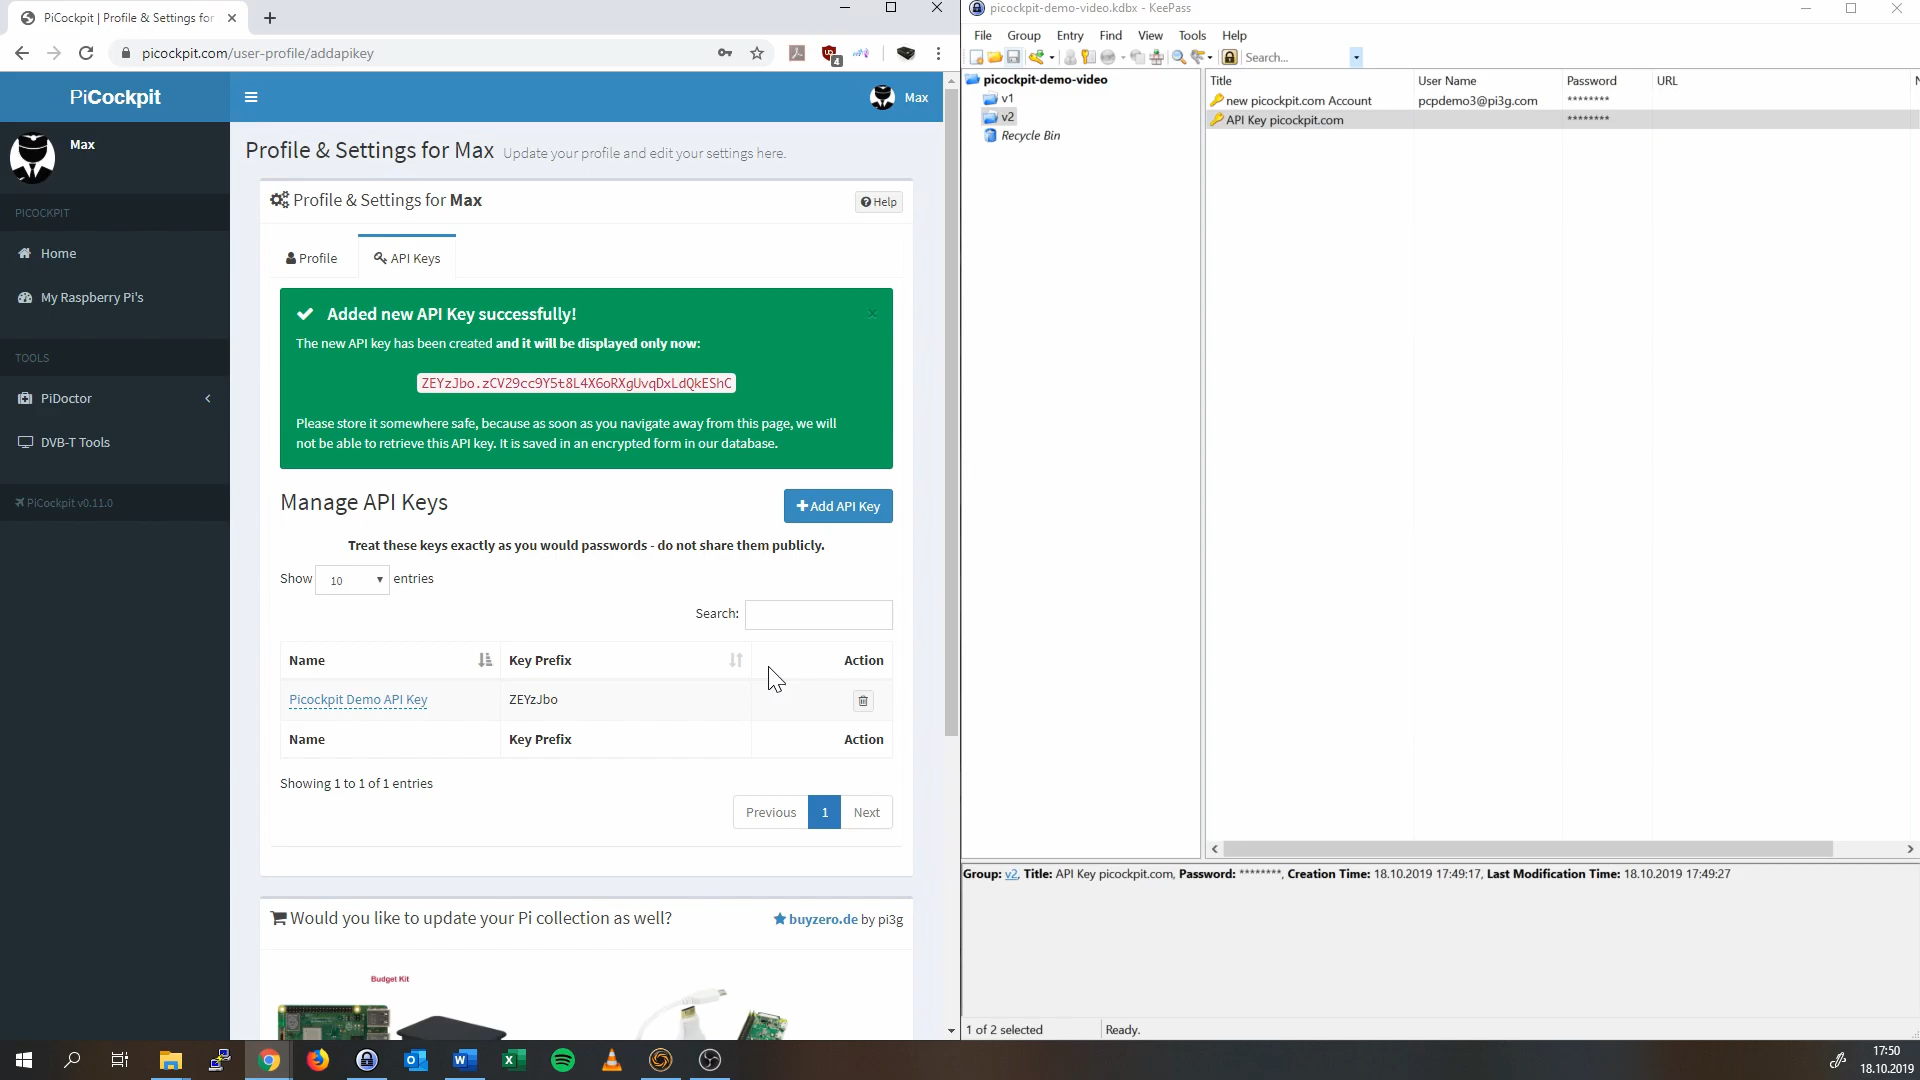 PiCockpit | Profile & Settings for
picockpit.com/user-profile/addapikey
4
PiCockpit
Max
Max
PICOCKPIT
Home
My Raspberry Pi's
TOOLS
PiDoctor
DVB-T Tools
PiCockpit v0.11.0
Profile & Settings for Max Update your profile and edit your settings here.
Profile & Settings for Max
Help
Profile
API Keys
Added new API Key successfully!
The new API key has been created and it will be displayed only now:
ZEYzJbo.zCV29cc9Y5t8L4X6oRXgUvqDxLdQkEShC
Please store it somewhere safe, because as soon as you navigate away from this page, we will
not be able to retrieve this API key. It is saved in an encrypted form in our database.
Manage API Keys
Add API Key
Treat these keys exactly as you would passwords - do not share them publicly.
Show 10 entries
Search:
Name Key Prefix Action
Picockpit Demo API Key ZEYzJbo
Name Key Prefix Action
Showing 1 to 1 of 1 entries
Previous 1 Next
Would you like to update your Pi collection as well?
buyzero.de by pi3g
Budget Kit
picockpit-demo-video.kdbx - KeePass
File Group Entry Find View Tools Help
Search...
picockpit-demo-video
v1
v2
Recycle Bin
Title User Name Password URL N
new picockpit.com Account pcpdemo3@pi3g.com ********
API Key picockpit.com ********
Group: v2, Title: API Key picockpit.com, Password: ********, Creation Time: 18.10.2019 17:49:17, Last Modification Time: 18.10.2019 17:49:27
1 of 2 selected Ready.
17:50
18.10.2019